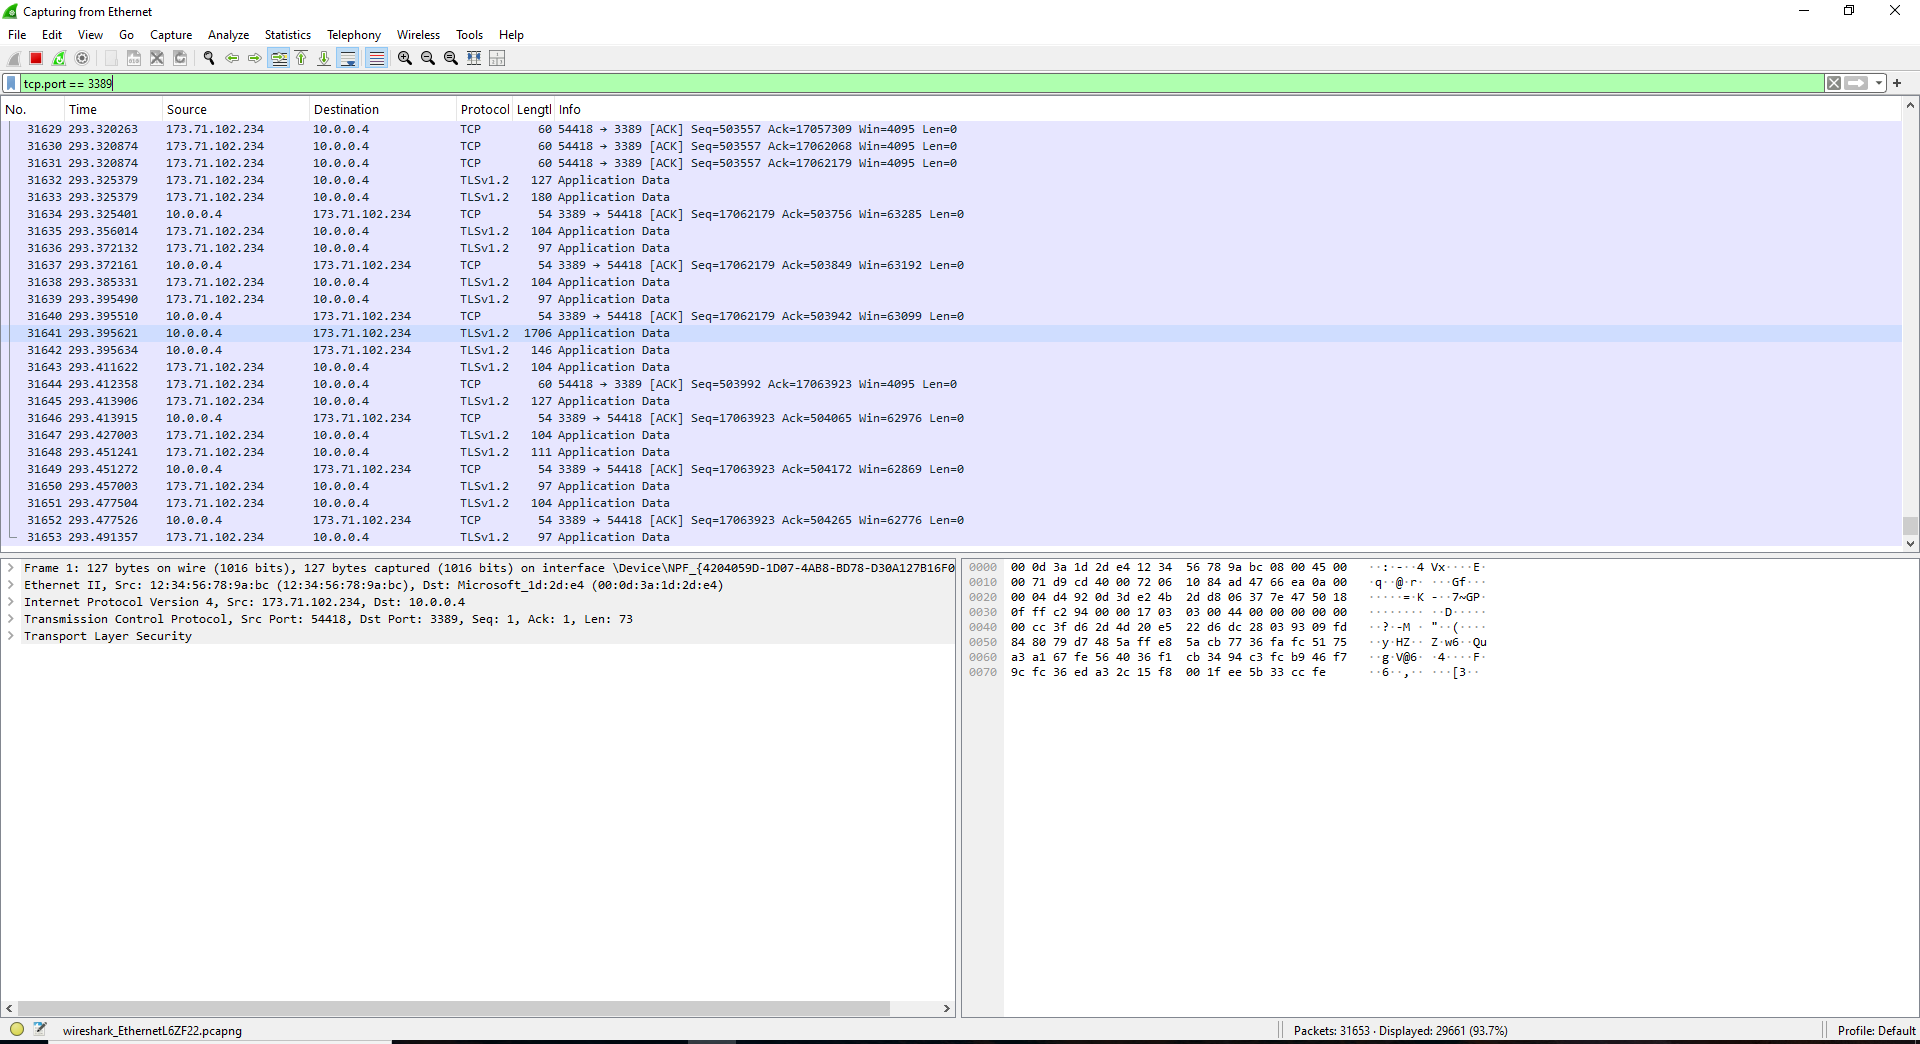 Capturing from Ethernet
File Edit View Go Capture Analyze Statistics Telephony Wireless Tools Help
tcp.port == 3389
No. Time Source Destination Protocol Lengtl Info
31629 293.320263 173.71.102.234 10.0.0.4 TCP 60 54418 → 3389 [ACK] Seq=503557 Ack=17057309 Win=4095 Len=0
31630 293.320874 173.71.102.234 10.0.0.4 TCP 60 54418 → 3389 [ACK] Seq=503557 Ack=17062068 Win=4095 Len=0
31631 293.320874 173.71.102.234 10.0.0.4 TCP 60 54418 → 3389 [ACK] Seq=503557 Ack=17062179 Win=4095 Len=0
31632 293.325379 173.71.102.234 10.0.0.4 TLSv1.2 127 Application Data
31633 293.325379 173.71.102.234 10.0.0.4 TLSv1.2 180 Application Data
31634 293.325401 10.0.0.4 173.71.102.234 TCP 54 3389 → 54418 [ACK] Seq=17062179 Ack=503756 Win=63285 Len=0
31635 293.356014 173.71.102.234 10.0.0.4 TLSv1.2 104 Application Data
31636 293.372132 173.71.102.234 10.0.0.4 TLSv1.2 97 Application Data
31637 293.372161 10.0.0.4 173.71.102.234 TCP 54 3389 → 54418 [ACK] Seq=17062179 Ack=503849 Win=63192 Len=0
31638 293.385331 173.71.102.234 10.0.0.4 TLSv1.2 104 Application Data
31639 293.395490 173.71.102.234 10.0.0.4 TLSv1.2 97 Application Data
31640 293.395510 10.0.0.4 173.71.102.234 TCP 54 3389 → 54418 [ACK] Seq=17062179 Ack=503942 Win=63099 Len=0
31641 293.395621 10.0.0.4 173.71.102.234 TLSv1.2 1706 Application Data
31642 293.395634 10.0.0.4 173.71.102.234 TLSv1.2 146 Application Data
31643 293.411622 173.71.102.234 10.0.0.4 TLSv1.2 104 Application Data
31644 293.412358 173.71.102.234 10.0.0.4 TCP 60 54418 → 3389 [ACK] Seq=503992 Ack=17063923 Win=4095 Len=0
31645 293.413906 173.71.102.234 10.0.0.4 TLSv1.2 127 Application Data
31646 293.413915 10.0.0.4 173.71.102.234 TCP 54 3389 → 54418 [ACK] Seq=17063923 Ack=504065 Win=62976 Len=0
31647 293.427003 173.71.102.234 10.0.0.4 TLSv1.2 104 Application Data
31648 293.451241 173.71.102.234 10.0.0.4 TLSv1.2 111 Application Data
31649 293.451272 10.0.0.4 173.71.102.234 TCP 54 3389 → 54418 [ACK] Seq=17063923 Ack=504172 Win=62869 Len=0
31650 293.457003 173.71.102.234 10.0.0.4 TLSv1.2 97 Application Data
31651 293.477504 173.71.102.234 10.0.0.4 TLSv1.2 104 Application Data
31652 293.477526 10.0.0.4 173.71.102.234 TCP 54 3389 → 54418 [ACK] Seq=17063923 Ack=504265 Win=62776 Len=0
31653 293.491357 173.71.102.234 10.0.0.4 TLSv1.2 97 Application Data
Frame 1: 127 bytes on wire (1016 bits), 127 bytes captured (1016 bits) on interface \Device\NPF_{4204059D-1D07-4AB8-BD78-D30A127B16F0
Ethernet II, Src: 12:34:56:78:9a:bc (12:34:56:78:9a:bc), Dst: Microsoft_1d:2d:e4 (00:0d:3a:1d:2d:e4)
Internet Protocol Version 4, Src: 173.71.102.234, Dst: 10.0.0.4
Transmission Control Protocol, Src Port: 54418, Dst Port: 3389, Seq: 1, Ack: 1, Len: 73
Transport Layer Security
0000 00 0d 3a 1d 2d e4 12 34 56 78 9a bc 08 00 45 00 ··:·-··4 Vx····E·
0010 00 71 d9 cd 40 00 72 06 10 84 ad 47 66 ea 0a 00 ·q··@·r· ···Gf···
0020 00 04 d4 92 0d 3d e2 4b 2d d8 06 37 7e 47 50 18 ·····=·K -··7~GP·
0030 0f ff c2 94 00 00 17 03 03 00 44 00 00 00 00 00 ········ ··D·····
0040 00 cc 3f d6 2d 4d 20 e5 22 d6 dc 28 03 93 09 fd ··?·-M · "··(····
0050 84 80 79 d7 48 5a ff e8 5a cb 77 36 fa fc 51 75 ··y·HZ·· Z·w6··Qu
0060 a3 a1 67 fe 56 40 36 f1 cb 34 94 c3 fc b9 46 f7 ··g·V@6· ·4····F·
0070 9c fc 36 ed a3 2c 15 f8 00 1f ee 5b 33 cc fe ··6··,·· ···[3··
wireshark_EthernetL6ZF22.pcapng Packets: 31653 · Displayed: 29661 (93.7%) Profile: Default